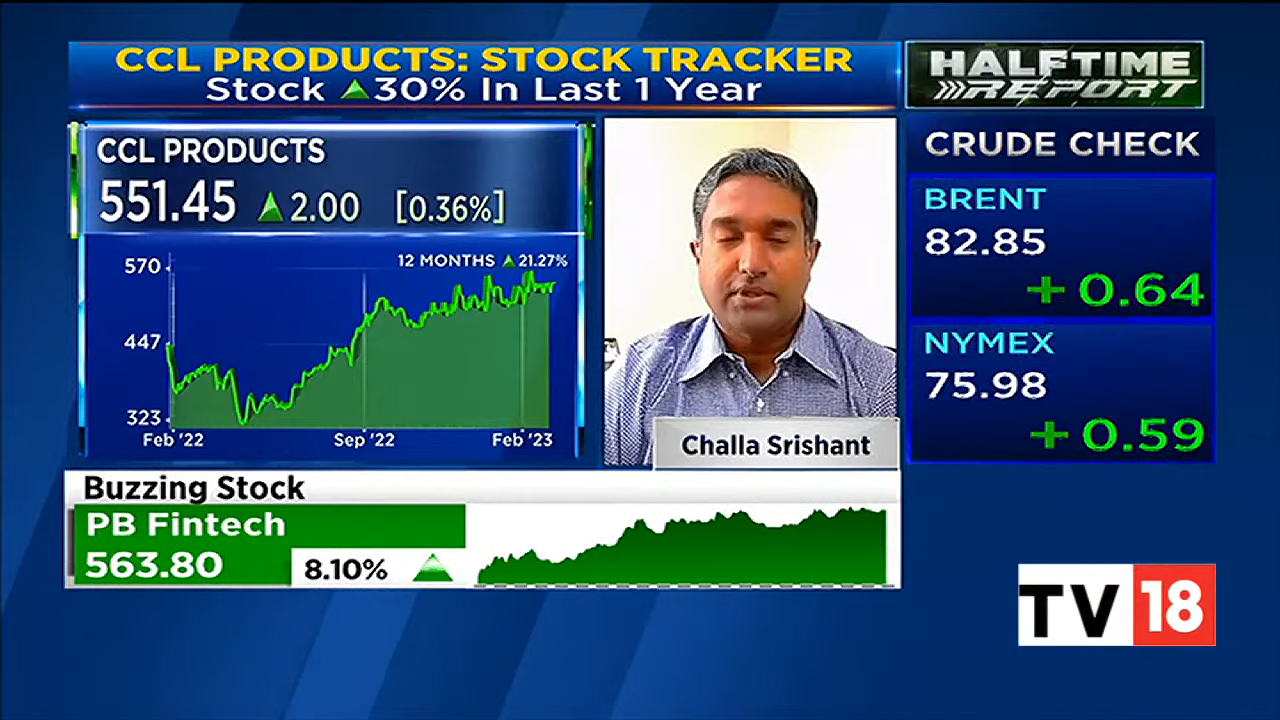 CCL PRODUCTS: STOCK TRACKER
Stock ▲30% In Last 1 Year
HALFTIME
REPORT
CCL PRODUCTS
551.45 ▲ 2.00 [0.36%]
12 MONTHS ▲ 21.27%
570
447
323
Feb '22 Sep '22 Feb '23
Challa Srishant
CRUDE CHECK
BRENT
82.85
+ 0.64
NYMEX
75.98
+ 0.59
Buzzing Stock
PB Fintech
563.80 8.10% ▲
TV 18